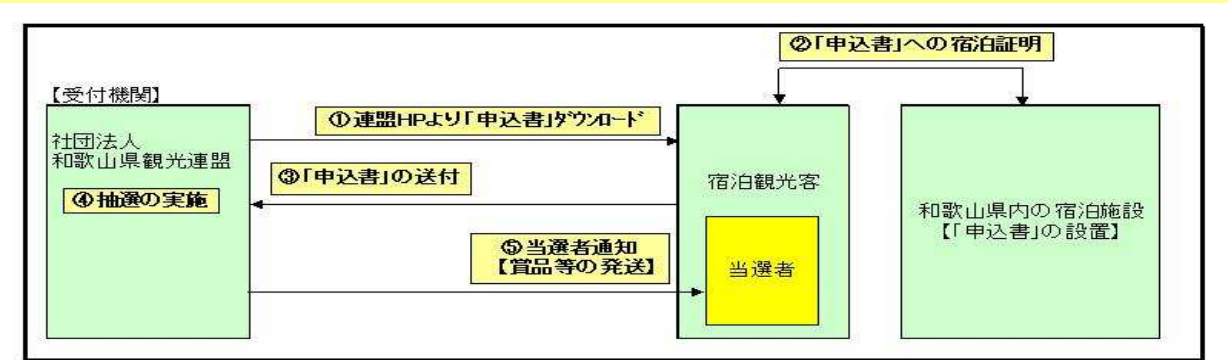 ②「申込書」への宿泊証明
【受付機関】
①連盟HPより「申込書」ﾀﾞｳﾝﾛｰﾄﾞ
社団法人
和歌山県観光連盟
③「申込書」の送付
④抽選の実施
宿泊観光客
和歌山県内の宿泊施設
【「申込書」の設置】
⑤当選者通知
【賞品等の発送】
当選者